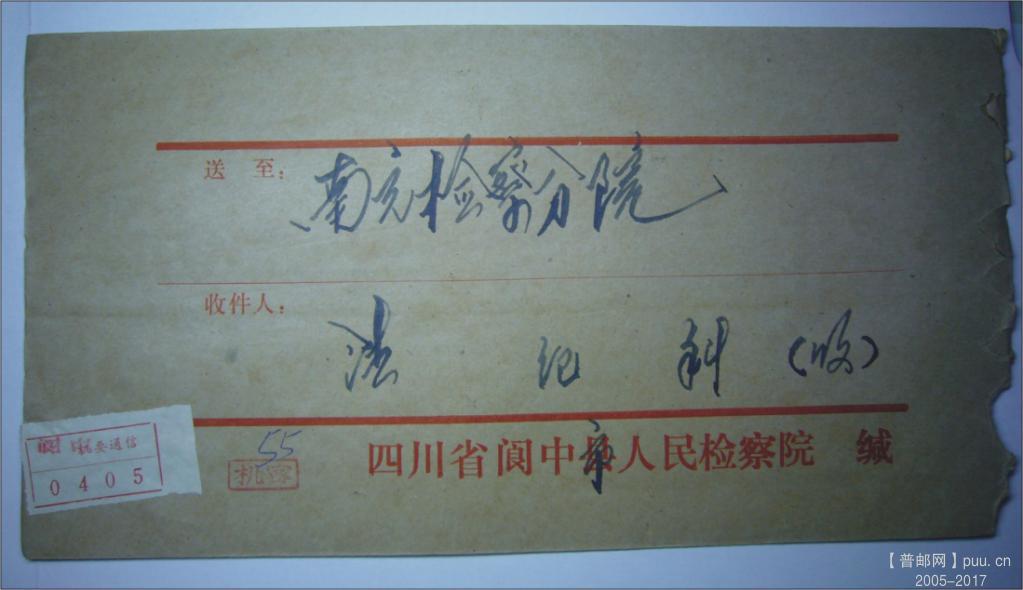 送至：
南充检察分院
收件人：
法纪科（收）
机要通信
0405
55
机密
四川省阆中市人民检察院 缄
【普邮网】puu.cn
2005-2017